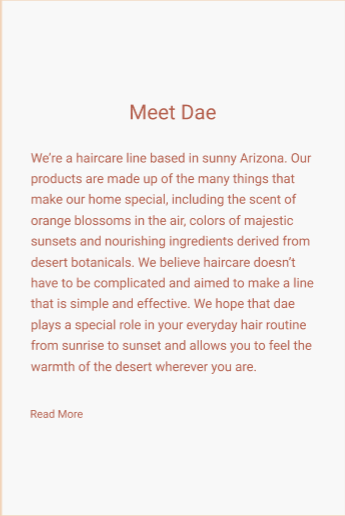 Meet Dae
We're a haircare line based in sunny Arizona. Our
products are made up of the many things that
make our home special, including the scent of
orange blossoms in the air, colors of majestic
sunsets and nourishing ingredients derived from
desert botanicals. We believe haircare doesn't
have to be complicated and aimed to make a line
that is simple and effective. We hope that dae
plays a special role in your everyday hair routine
from sunrise to sunset and allows you to feel the
warmth of the desert wherever you are.
Read More